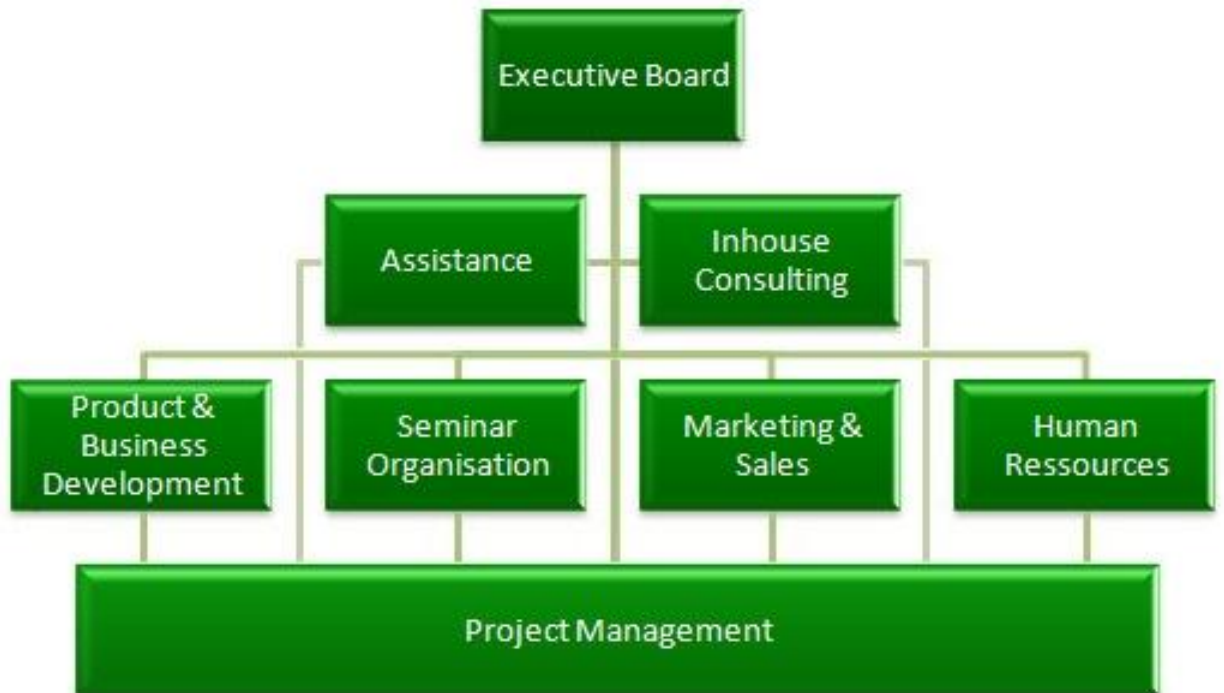 Executive Board
Assistance
Inhouse
Consulting
Product &
Business
Development
Seminar
Organisation
Marketing &
Sales
Human
Ressources
Project Management